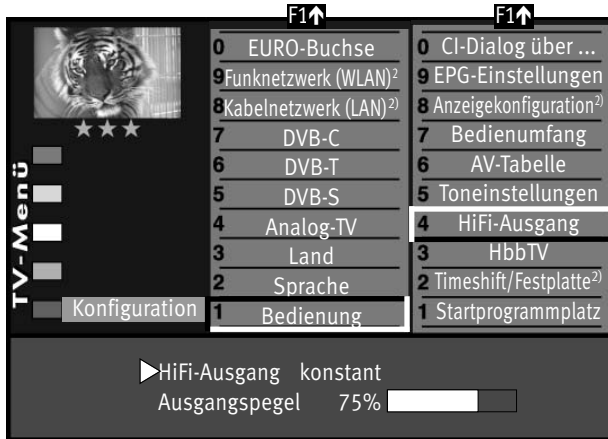 F1↑ F1↑
0 EURO-Buchse
9 Funknetzwerk (WLAN)2
8 Kabelnetzwerk (LAN)2)
7 DVB-C
6 DVB-T
5 DVB-S
4 Analog-TV
3 Land
2 Sprache
1 Bedienung
0 CI-Dialog über ...
9 EPG-Einstellungen
8 Anzeigekonfiguration2)
7 Bedienumfang
6 AV-Tabelle
5 Toneinstellungen
4 HiFi-Ausgang
3 HbbTV
2 Timeshift/Festplatte2)
1 Startprogrammplatz
TV-Menü
Konfiguration
HiFi-Ausgang konstant
Ausgangspegel 75%